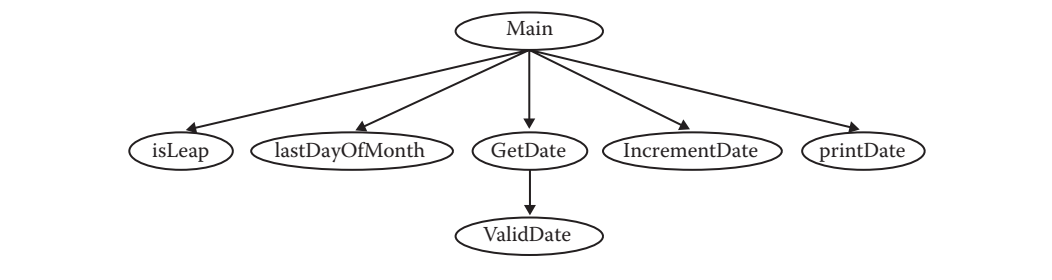 Main
isLeap
lastDayOfMonth
GetDate
IncrementDate
printDate
ValidDate